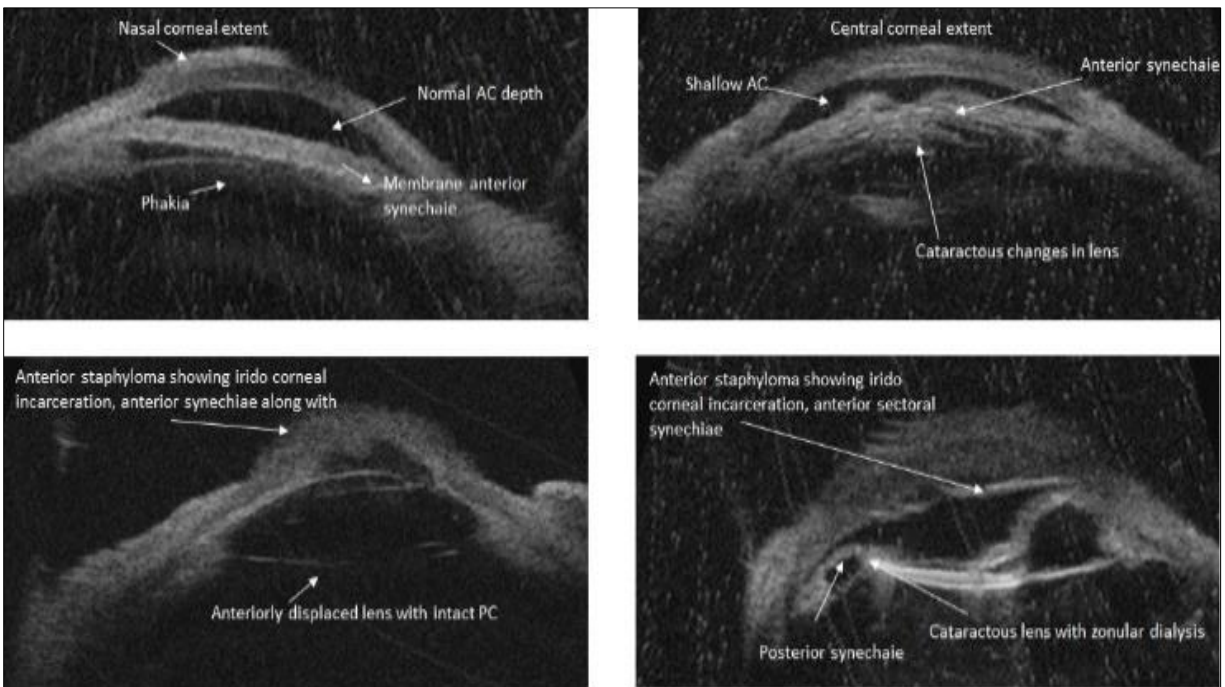 Nasal corneal extent
Normal AC depth
Membrane anterior
synechaie
Phakia
Central corneal extent
Shallow AC
Anterior synechaie
Cataractous changes in lens
Anterior staphyloma showing irido corneal
incarceration, anterior synechiae along with
Anteriorly displaced lens with intact PC
Anterior staphyloma showing irido
corneal incarceration, anterior sectoral
synechiae
Posterior synechaie
Cataractous lens with zonular dialysis